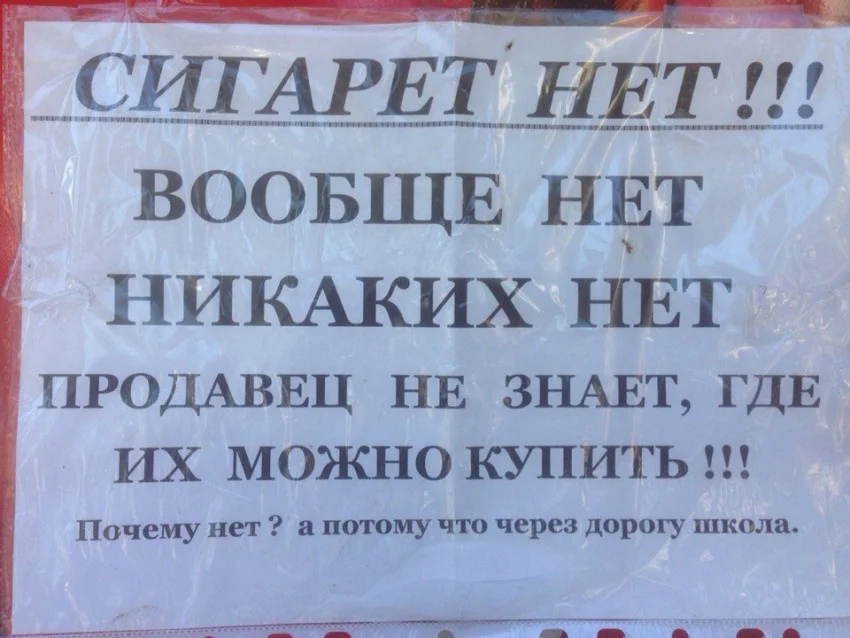 СИГАРЕТ НЕТ !!!
ВООБЩЕ НЕТ
НИКАКИХ НЕТ
ПРОДАВЕЦ НЕ ЗНАЕТ, ГДЕ
ИХ МОЖНО КУПИТЬ !!!
Почему нет ? а потому что через дорогу школа.